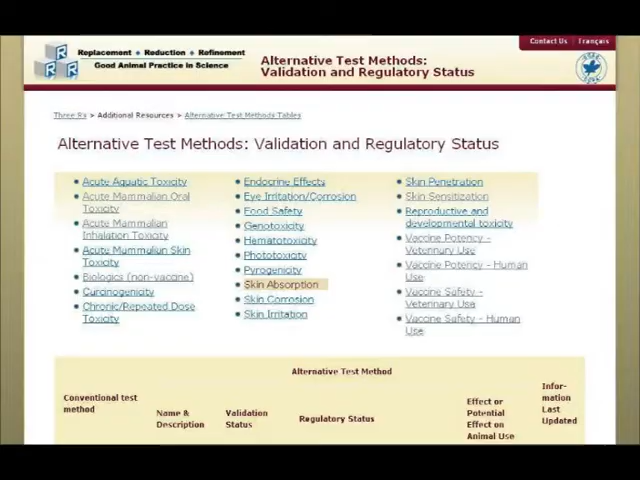 Contact Us | Français
Replacement • Reduction • Refinement
Good Animal Practice in Science
R
R R
Alternative Test Methods:
Validation and Regulatory Status
Three Rs > Additional Resources > Alternative Test Methods Tables
Alternative Test Methods: Validation and Regulatory Status
Acute Aquatic Toxicity
Acute Mammalian Oral
Toxicity
Acute Mammalian
Inhalation Toxicity
Acute Mammalian Skin
Toxicity
Biologics (non-vaccine)
Carcinogenicity
Chronic/Repeated Dose
Toxicity
Endocrine Effects
Eye Irritation/Corrosion
Food Safety
Genotoxicity
Hematotoxicity
Phototoxicity
Pyrogenicity
Skin Absorption
Skin Corrosion
Skin Irritation
Skin Penetration
Skin Sensitization
Reproductive and
developmental toxicity
Vaccine Potency -
Veterinary Use
Vaccine Potency - Human
Use
Vaccine Safety -
Veterinary Use
Vaccine Safety - Human
Use
Alternative Test Method
Conventional test
method
Name &
Description
Validation
Status
Regulatory Status
Effect or
Potential
Effect on
Animal Use
Infor-
mation
Last
Updated